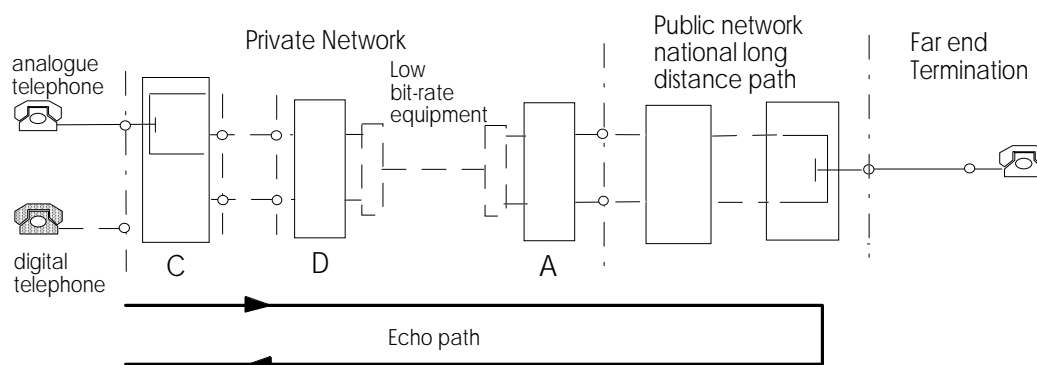 Private Network
Public network
national long
distance path
Far end
Termination
analogue
telephone
Low
bit-rate
equipment
digital
telephone
C
D
A
Echo path